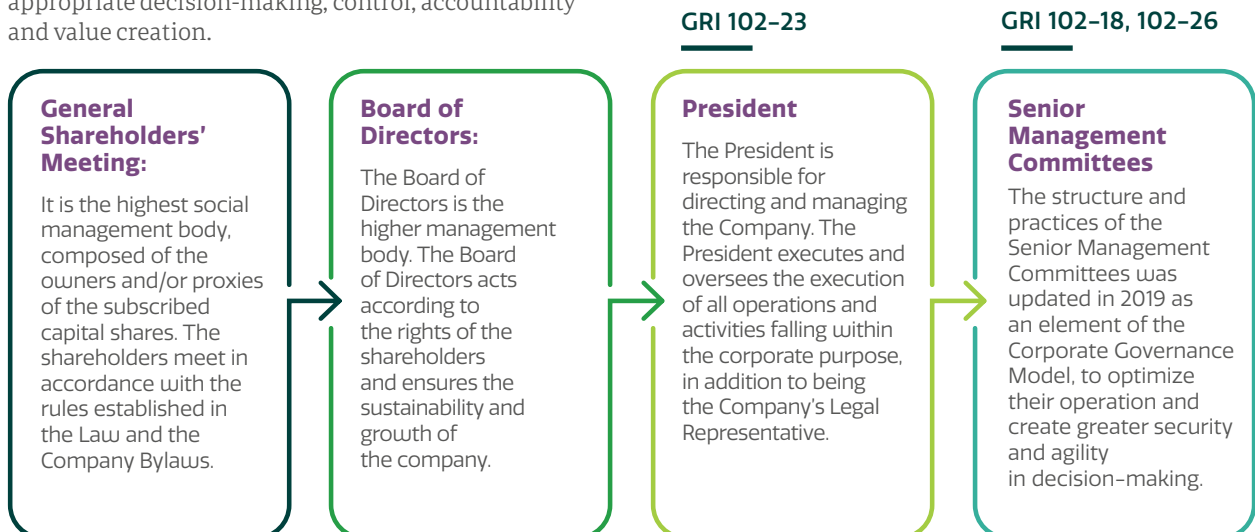 appropriate decision-making, control, accountability
and value creation.
GRI 102-23
GRI 102-18, 102-26
General
Shareholders'
Meeting:
It is the highest social
management body,
composed of the
owners and/or proxies
of the subscribed
capital shares. The
shareholders meet in
accordance with the
rules established in
the Law and the
Company Bylaws.
Board of
Directors:
The Board of
Directors is the
higher management
body. The Board
of Directors acts
according to
the rights of the
shareholders
and ensures the
sustainability and
growth of
the company.
President
The President is
responsible for
directing and managing
the Company. The
President executes and
oversees the execution
of all operations and
activities falling within
the corporate purpose,
in addition to being
the Company's Legal
Representative.
Senior
Management
Committees
The structure and
practices of the
Senior Management
Committees was
updated in 2019 as
an element of the
Corporate Governance
Model, to optimize
their operation and
create greater security
and agility
in decision-making.